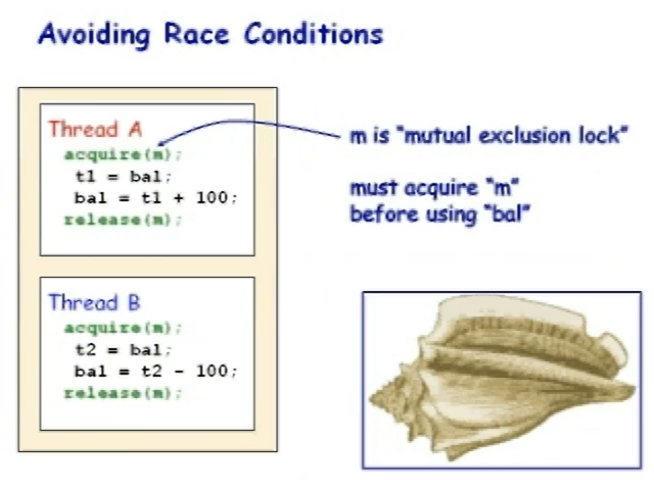 Avoiding Race Conditions
Thread A
acquire(m);
t1 = bal;
bal = t1 + 100;
release(m);
m is "mutual exclusion lock"
must acquire "m"
before using "bal"
Thread B
acquire(m);
t2 = bal;
bal = t2 - 100;
release(m);